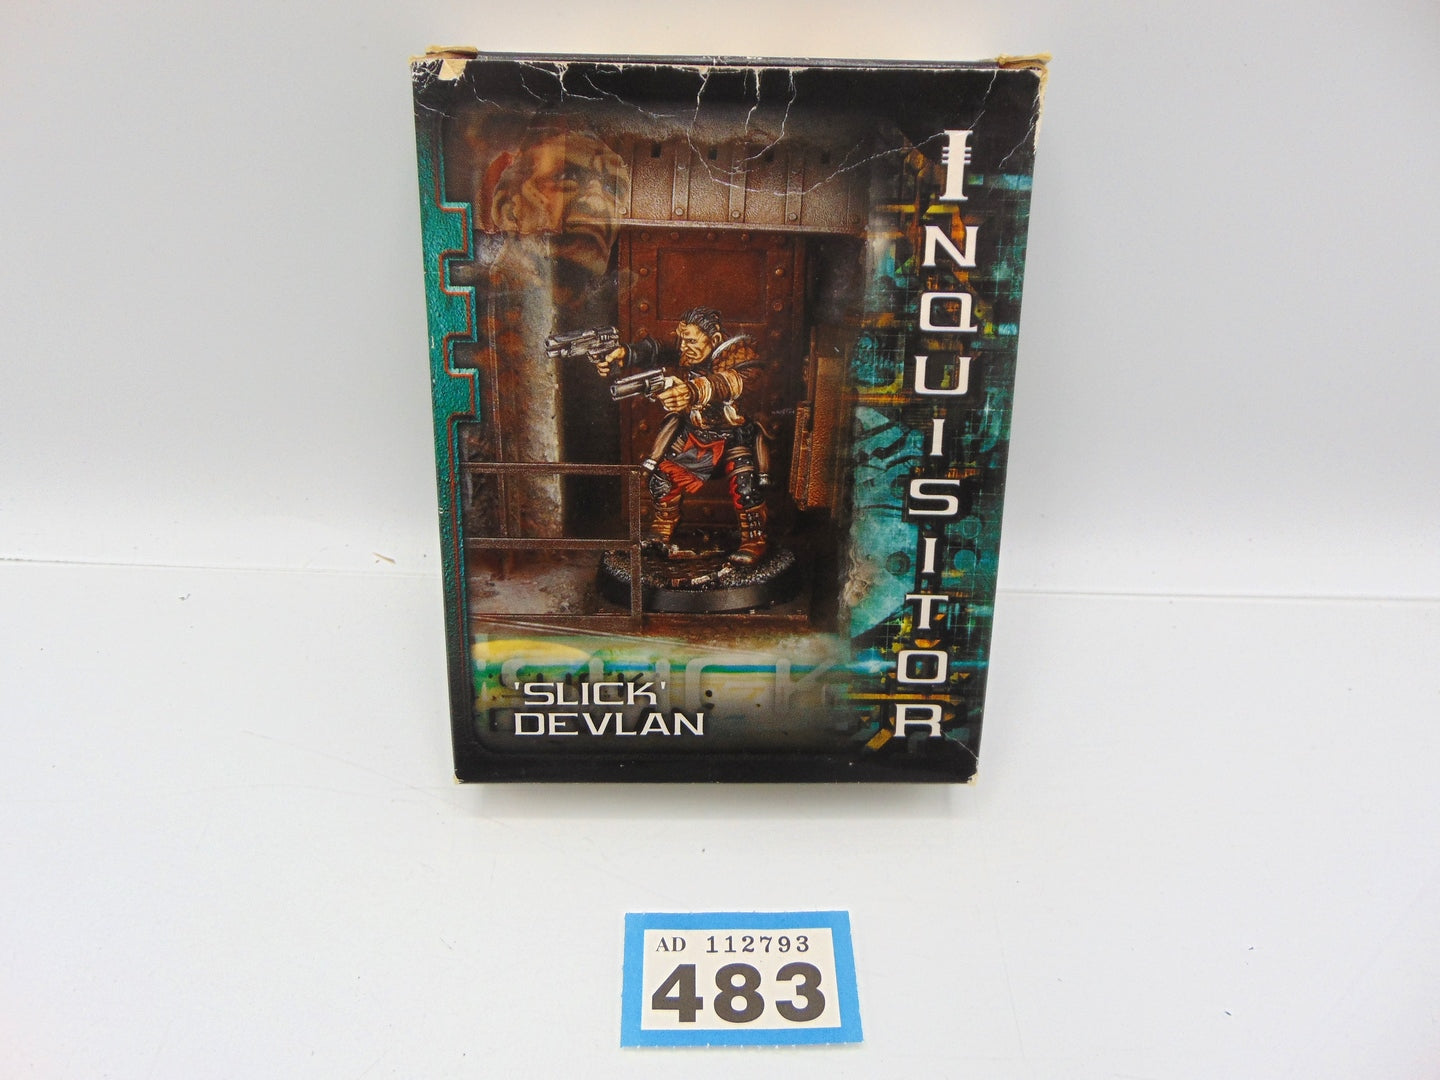 INQUISITOR
'SLICK'
DEVLAN
AD 112793
483